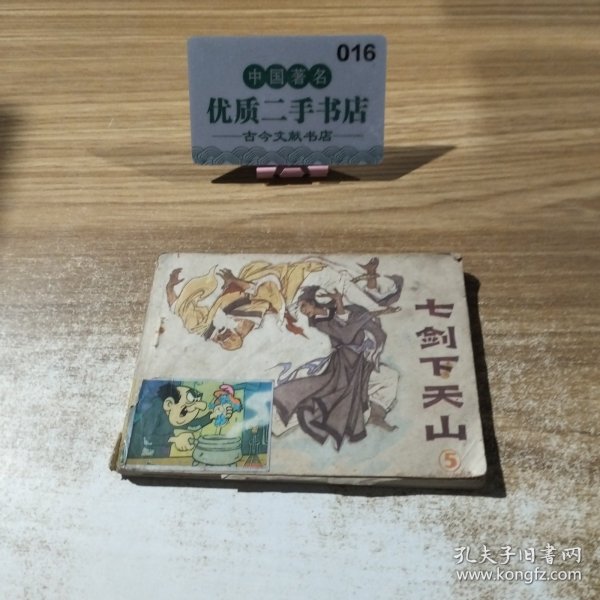 016
中国著名
优质二手书店
古今文献书店
七剑下天山
5
孔夫子旧书网
www.kongfz.com